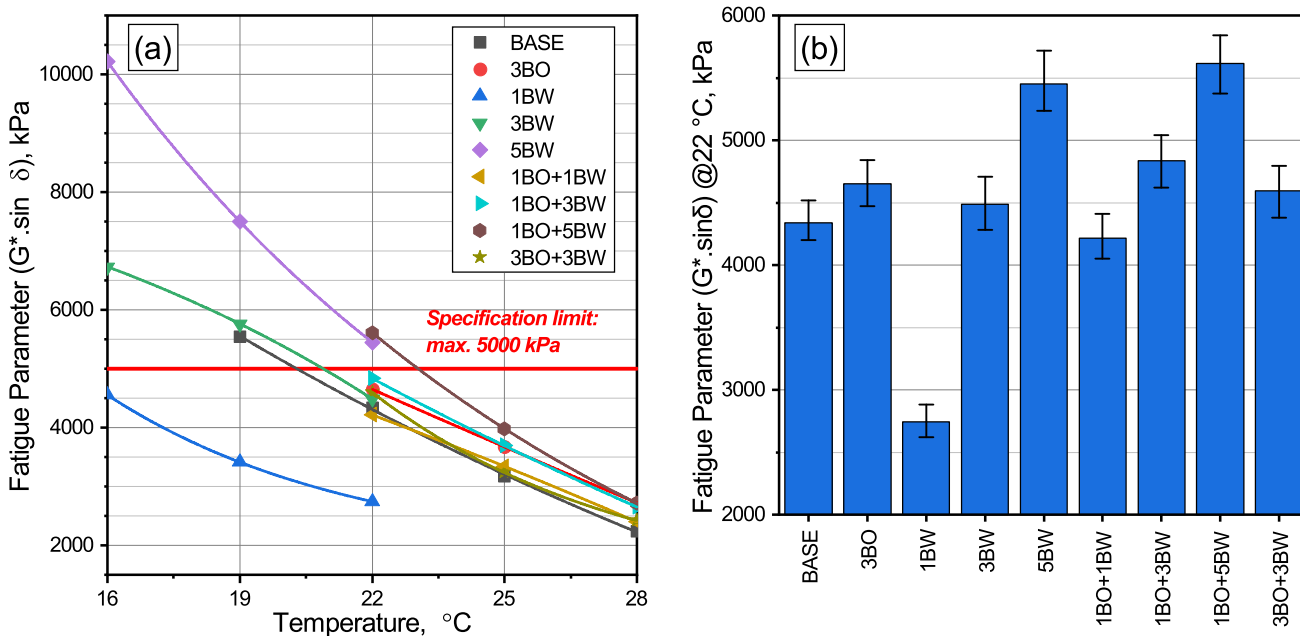 (a)
BASE
3BO
1BW
3BW
5BW
1BO+1BW
1BO+3BW
1BO+5BW
3BO+3BW
Specification limit:
max. 5000 kPa
Fatigue Parameter (G*.sin δ), kPa
10000
8000
6000
4000
2000
16 19 22 25 28
Temperature, °C
(b)
Fatigue Parameter (G*.sinδ) @22 °C, kPa
6000
5000
4000
3000
2000
BASE
3BO
1BW
3BW
5BW
1BO+1BW
1BO+3BW
1BO+5BW
3BO+3BW